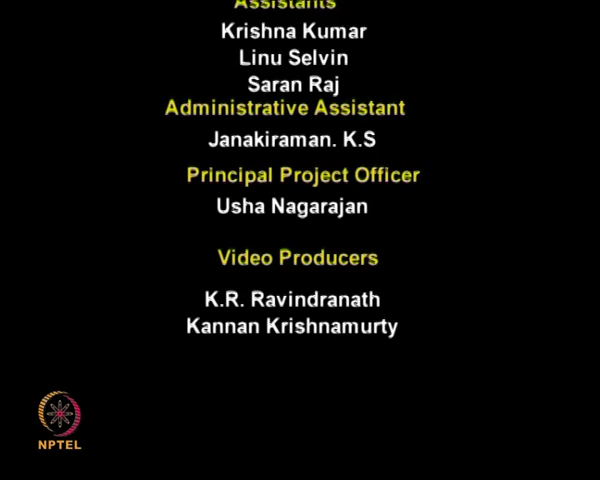 Assistants
Krishna Kumar
Linu Selvin
Saran Raj
Administrative Assistant
Janakiraman. K.S
Principal Project Officer
Usha Nagarajan
Video Producers
K.R. Ravindranath
Kannan Krishnamurty
NPTEL